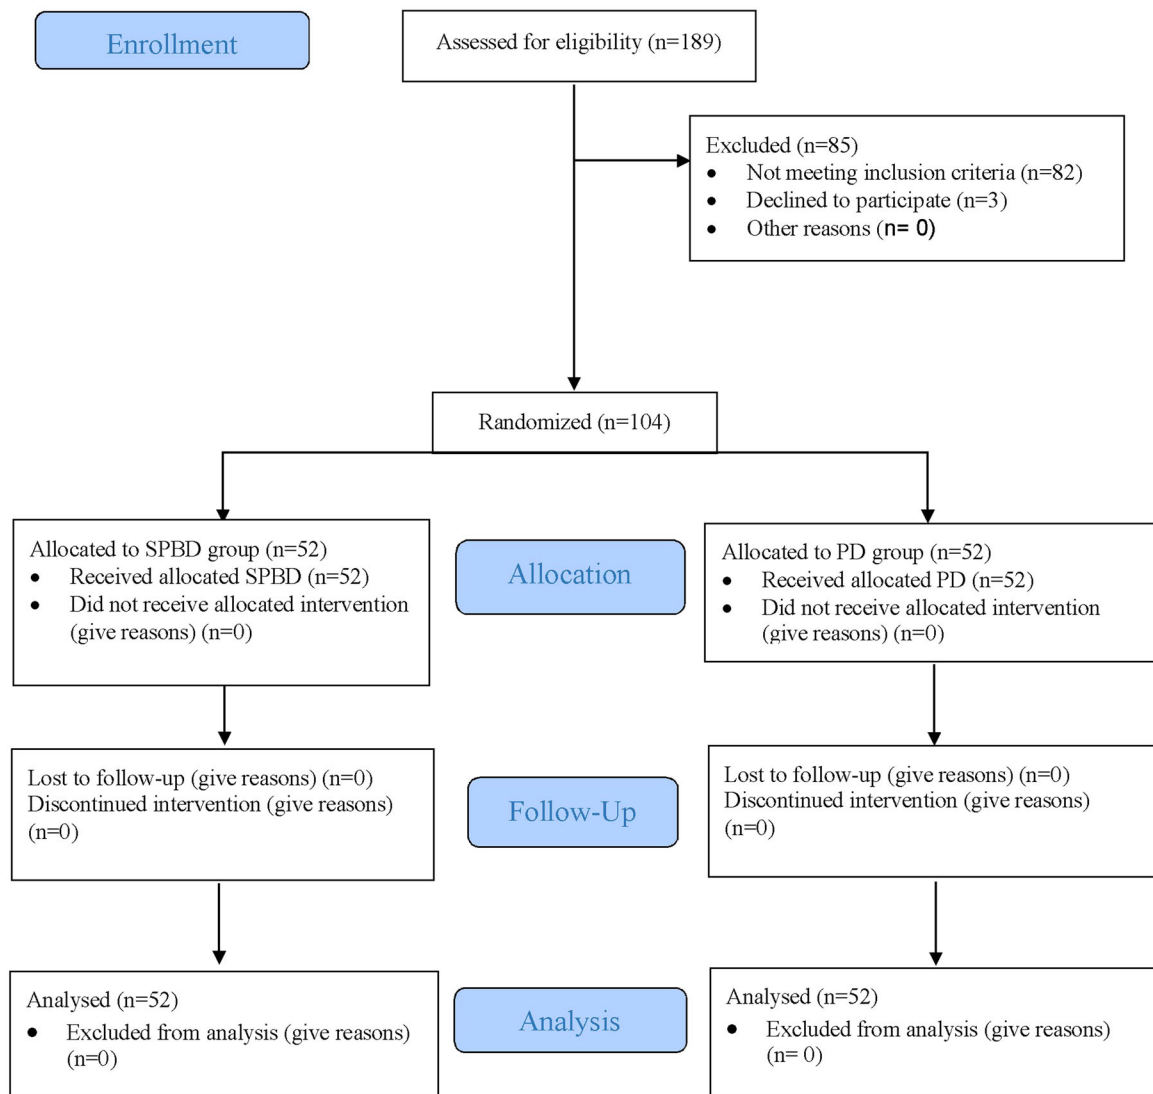 Enrollment
Assessed for eligibility (n=189)
Excluded (n=85)
● Not meeting inclusion criteria (n=82)
● Declined to participate (n=3)
● Other reasons (n= 0)
Randomized (n=104)
Allocated to SPBD group (n=52)
● Received allocated SPBD (n=52)
● Did not receive allocated intervention
(give reasons) (n=0)
Allocation
Allocated to PD group (n=52)
● Received allocated PD (n=52)
● Did not receive allocated intervention
(give reasons) (n=0)
Lost to follow-up (give reasons) (n=0)
Discontinued intervention (give reasons)
(n=0)
Follow-Up
Lost to follow-up (give reasons) (n=0)
Discontinued intervention (give reasons)
(n=0)
Analysed (n=52)
● Excluded from analysis (give reasons)
(n=0)
Analysis
Analysed (n=52)
● Excluded from analysis (give reasons)
(n= 0)